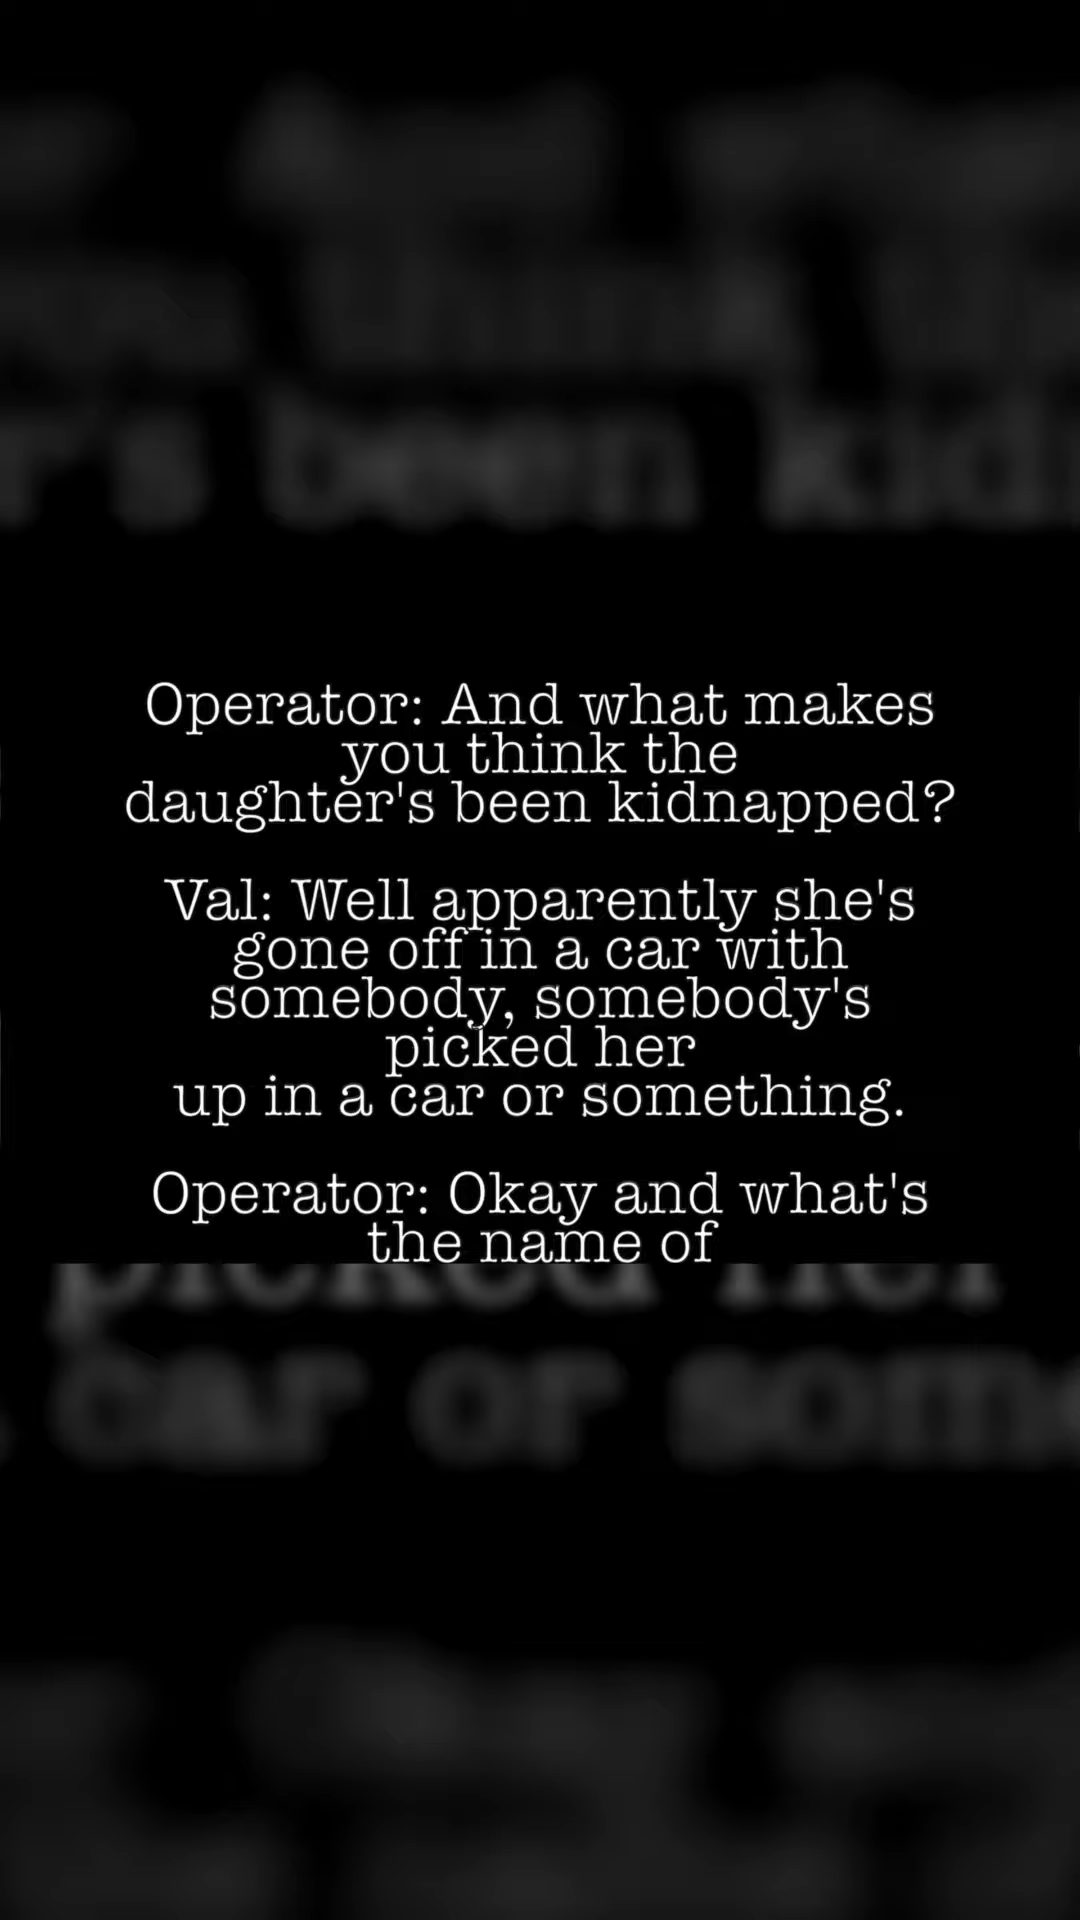 Operator: And what makes
you think the
daughter's been kidnapped?
Val: Well apparently she's
gone off in a car with
somebody, somebody's
picked her
up in a car or something.
Operator: Okay and what's
the name of